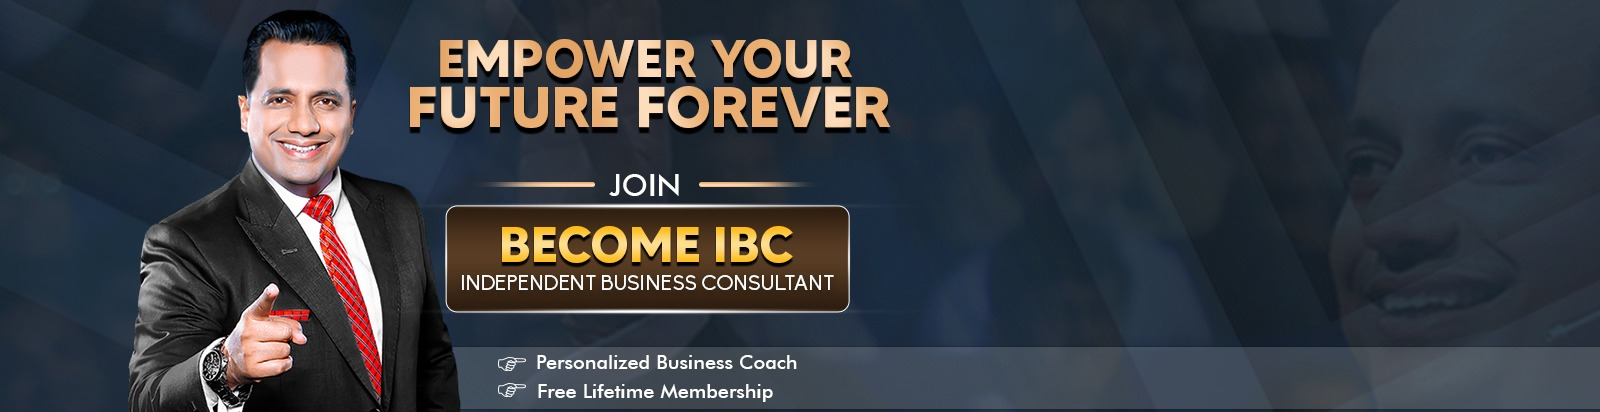 EMPOWER YOUR
FUTURE FOREVER
JOIN
BECOME IBC
INDEPENDENT BUSINESS CONSULTANT
Personalized Business Coach
Free Lifetime Membership